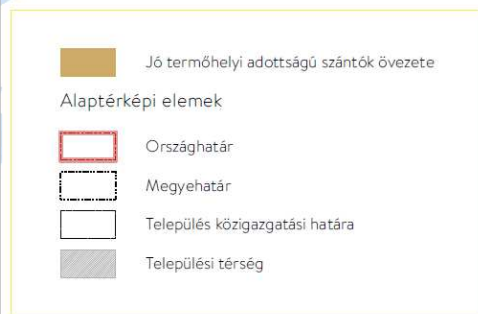 Jó termőhelyi adottságú szántók övezete
Alaptérképi elemek
Országhatár
Megyehatár
Település közigazgatási határa
Települési térség